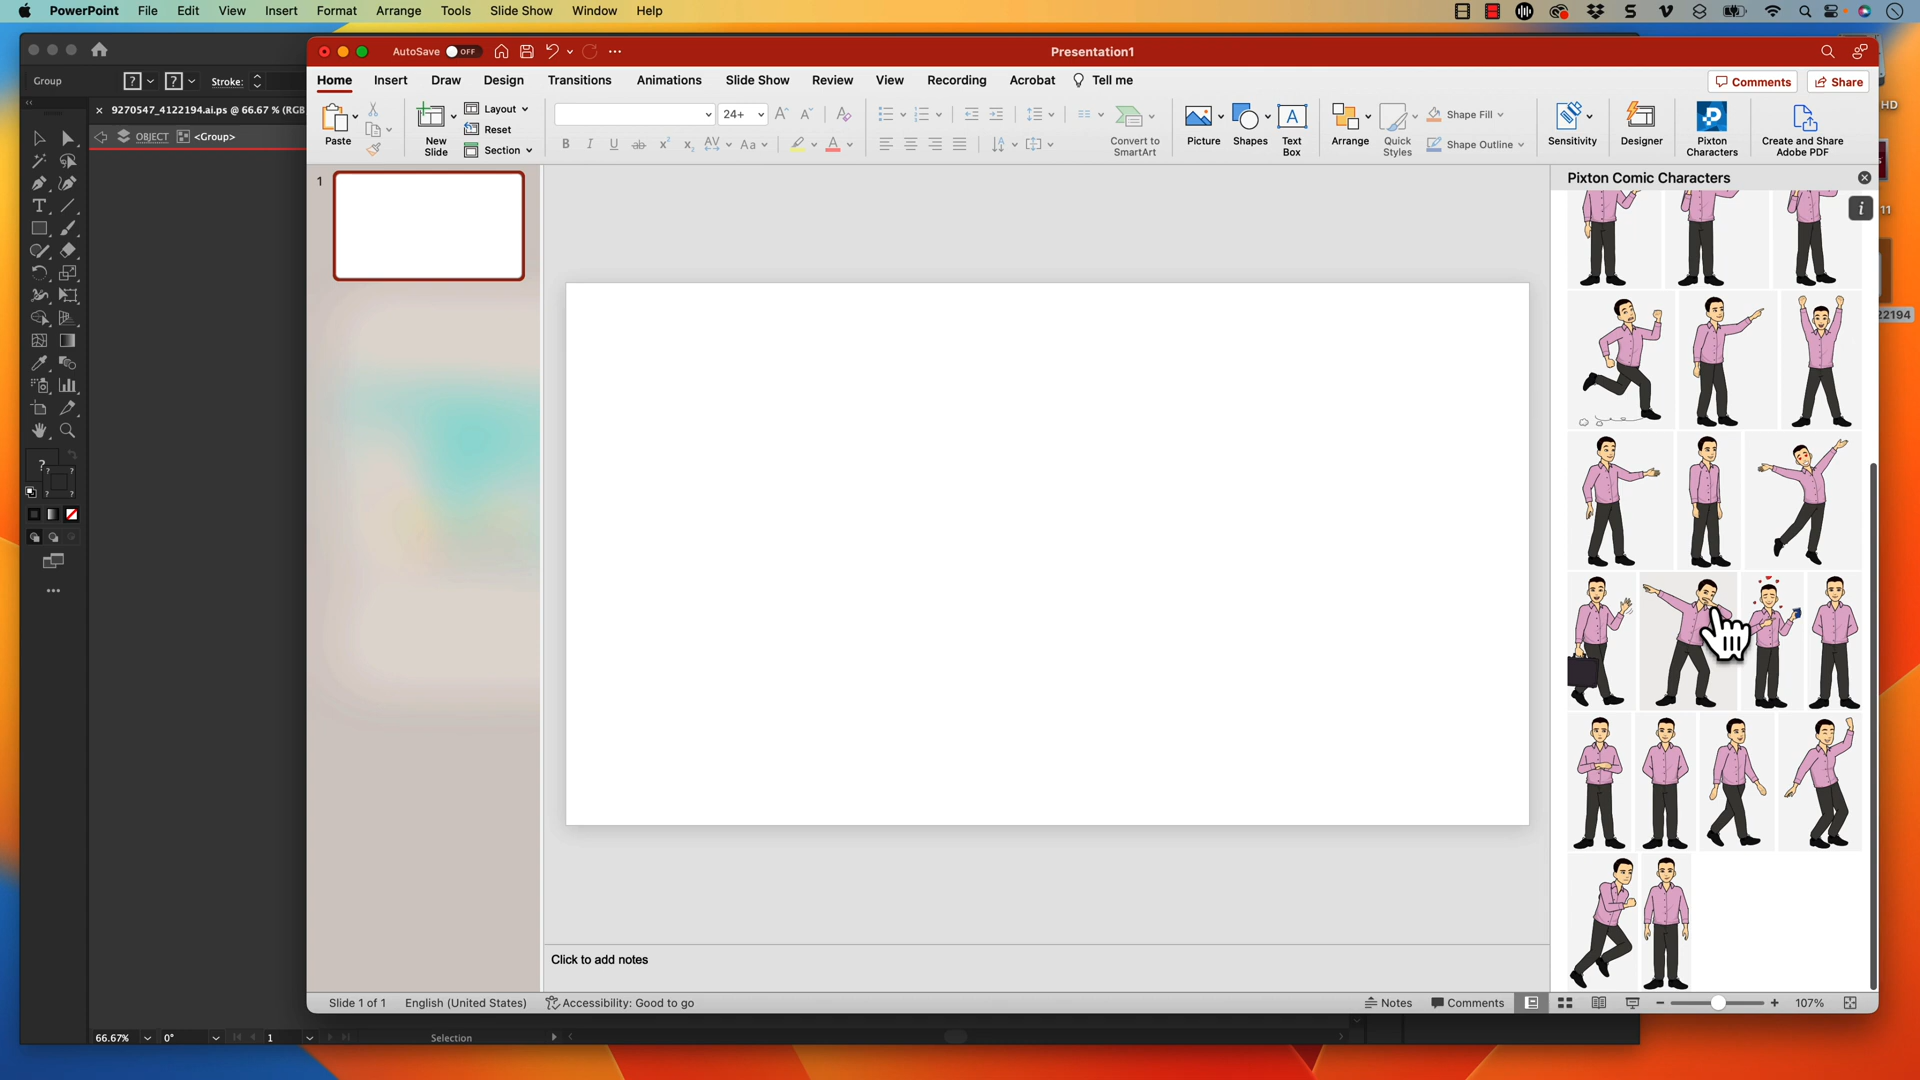 PowerPoint File Edit View Insert Format Arrange Tools Slide Show Window Help
AutoSave OFF
Presentation1
Group
Stroke:
Home Insert Draw Design Transitions Animations Slide Show Review View Recording Acrobat Tell me
Comments Share
HD
9270547_4122194.ai.ps @ 66.67 % (RGB
OBJECT <Group>
Paste
New Slide
Layout
Reset
Section
24+
Convert to SmartArt
Picture
Shapes
Text Box
Arrange
Quick Styles
Shape Fill
Shape Outline
Sensitivity
Designer
Pixton Characters
Create and Share Adobe PDF
1
Pixton Comic Characters
11
22194
Click to add notes
Slide 1 of 1 English (United States) Accessibility: Good to go
Notes Comments 107%
66.67% 0° 1 Selection